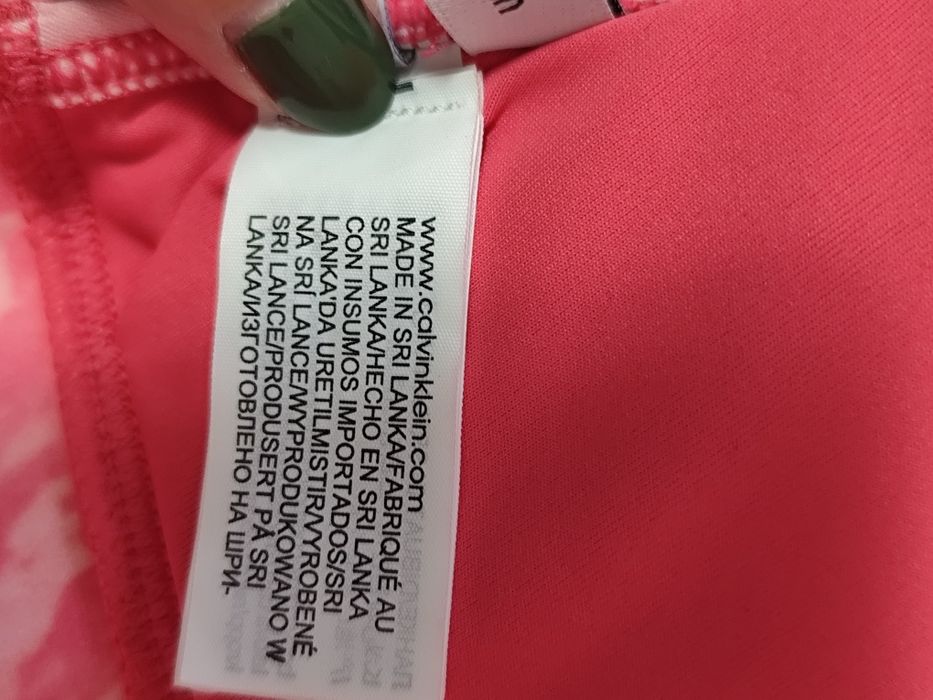 www.calvinklein.com
MADE IN SRI LANKA/FABRIQUÉ AU
SRI LANKA/HECHO EN SRI LANKA
CON INSUMOS IMPORTADOS/SRI
LANKA'DA URETILMISTIR/VYROBENÉ
NA SRÍ LANCE/WYPRODUKOWANO W
SRI LANCE/PRODUSERT PÅ SRI
LANKA/ИЗГОТОВЛЕНО НА ШРИ-